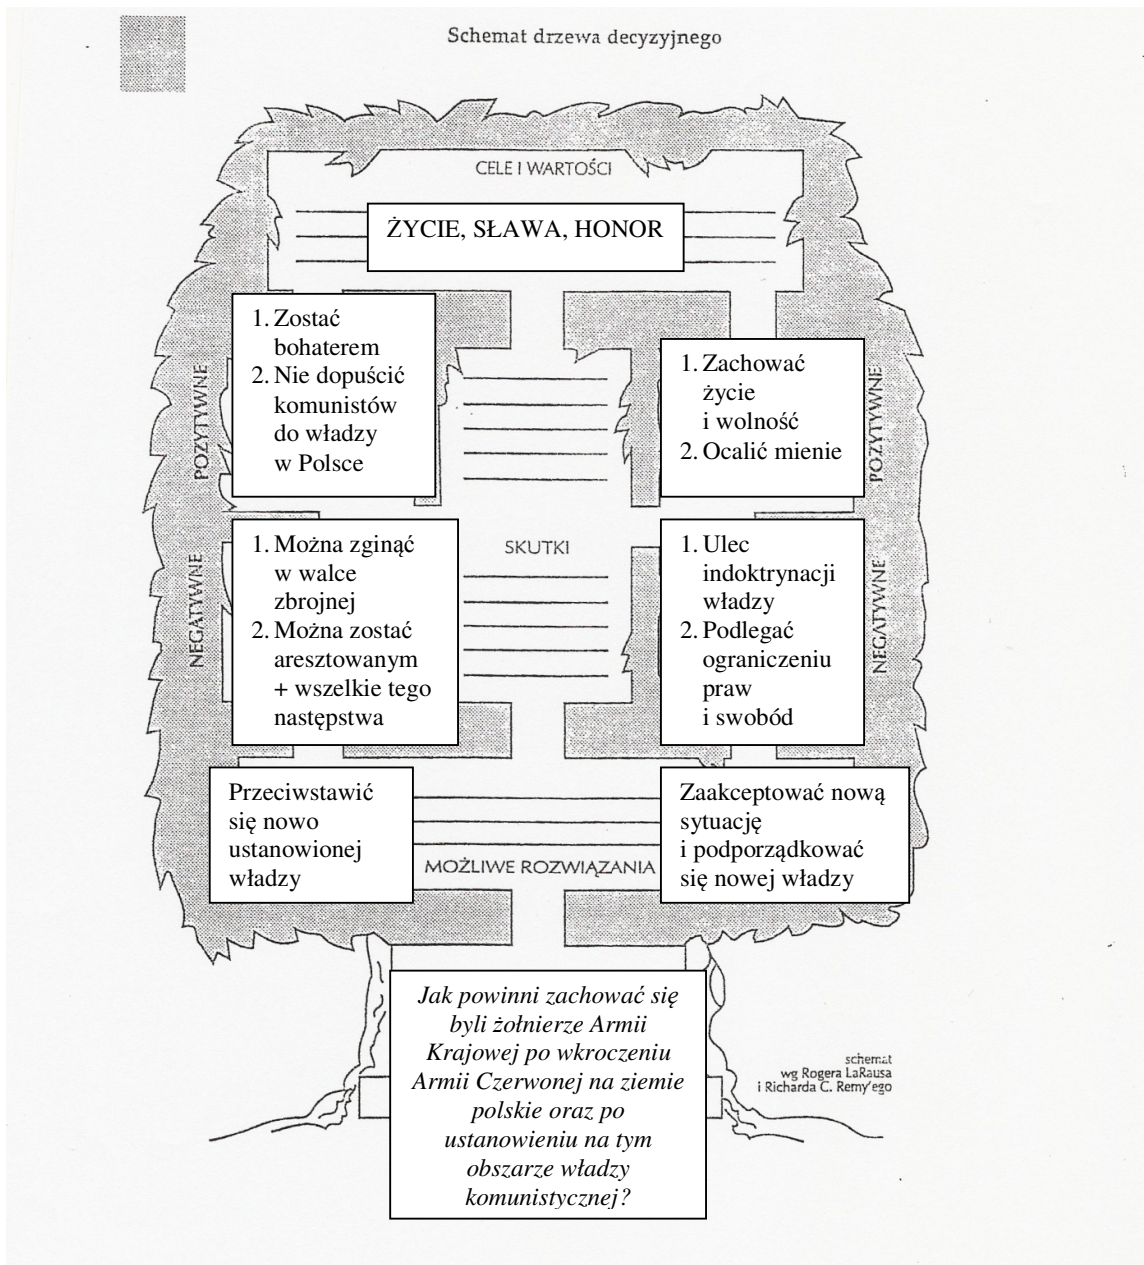 Schemat drzewa decyzyjnego
CELE I WARTOŚCI
ŻYCIE, SŁAWA, HONOR
POZYTYWNE
1. Zostać
bohaterem
2. Nie dopuścić
komunistów
do władzy
w Polsce
1. Zachować
życie
i wolność
2. Ocalić mienie
POZYTYWNE
NEGATYWNE
1. Można zginąć
w walce
zbrojnej
2. Można zostać
aresztowanym
+ wszelkie tego
następstwa
SKUTKI
1. Ulec
indoktrynacji
władzy
2. Podlegać
ograniczeniu
praw
i swobód
NEGATYWNE
Przeciwstawić
się nowo
ustanowionej
władzy
MOŻLIWE ROZWIĄZANIA
Zaakceptować nową
sytuację
i podporządkować
się nowej władzy
Jak powinni zachować się
byli żołnierze Armii
Krajowej po wkroczeniu
Armii Czerwonej na ziemie
polskie oraz po
ustanowieniu na tym
obszarze władzy
komunistycznej?
schemat
wg Rogera LaRausa
i Richarda C. Remy'ego